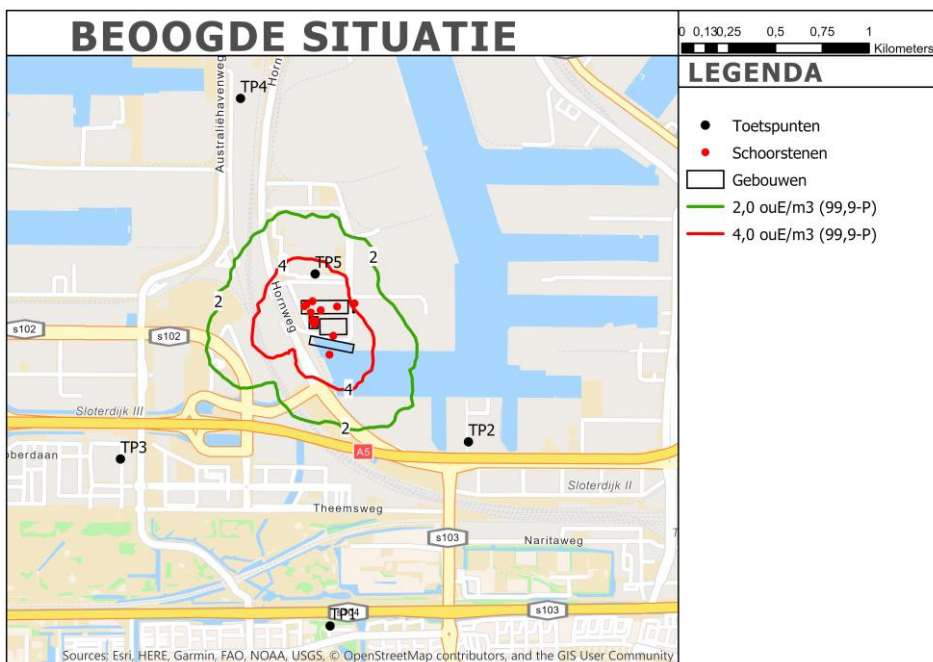 BEOOGDE SITUATIE
0 0,13 0,25 0,5 0,75 1
Kilometers
LEGENDA
Toetspunten
Schoorstenen
Gebouwen
2,0 ouE/m3 (99,9-P)
4,0 ouE/m3 (99,9-P)
Australiëhavenweg
TP4
TP5
4
2
2
Hornweg
s102
s102
4
2
Sloterdijk III
A5
TP2
TP3
Sloterdijk II
Theemsweg
s103
Naritaweg
s103
TP1
Sources: Esri, HERE, Garmin, FAO, NOAA, USGS, © OpenStreetMap contributors, and the GIS User Community